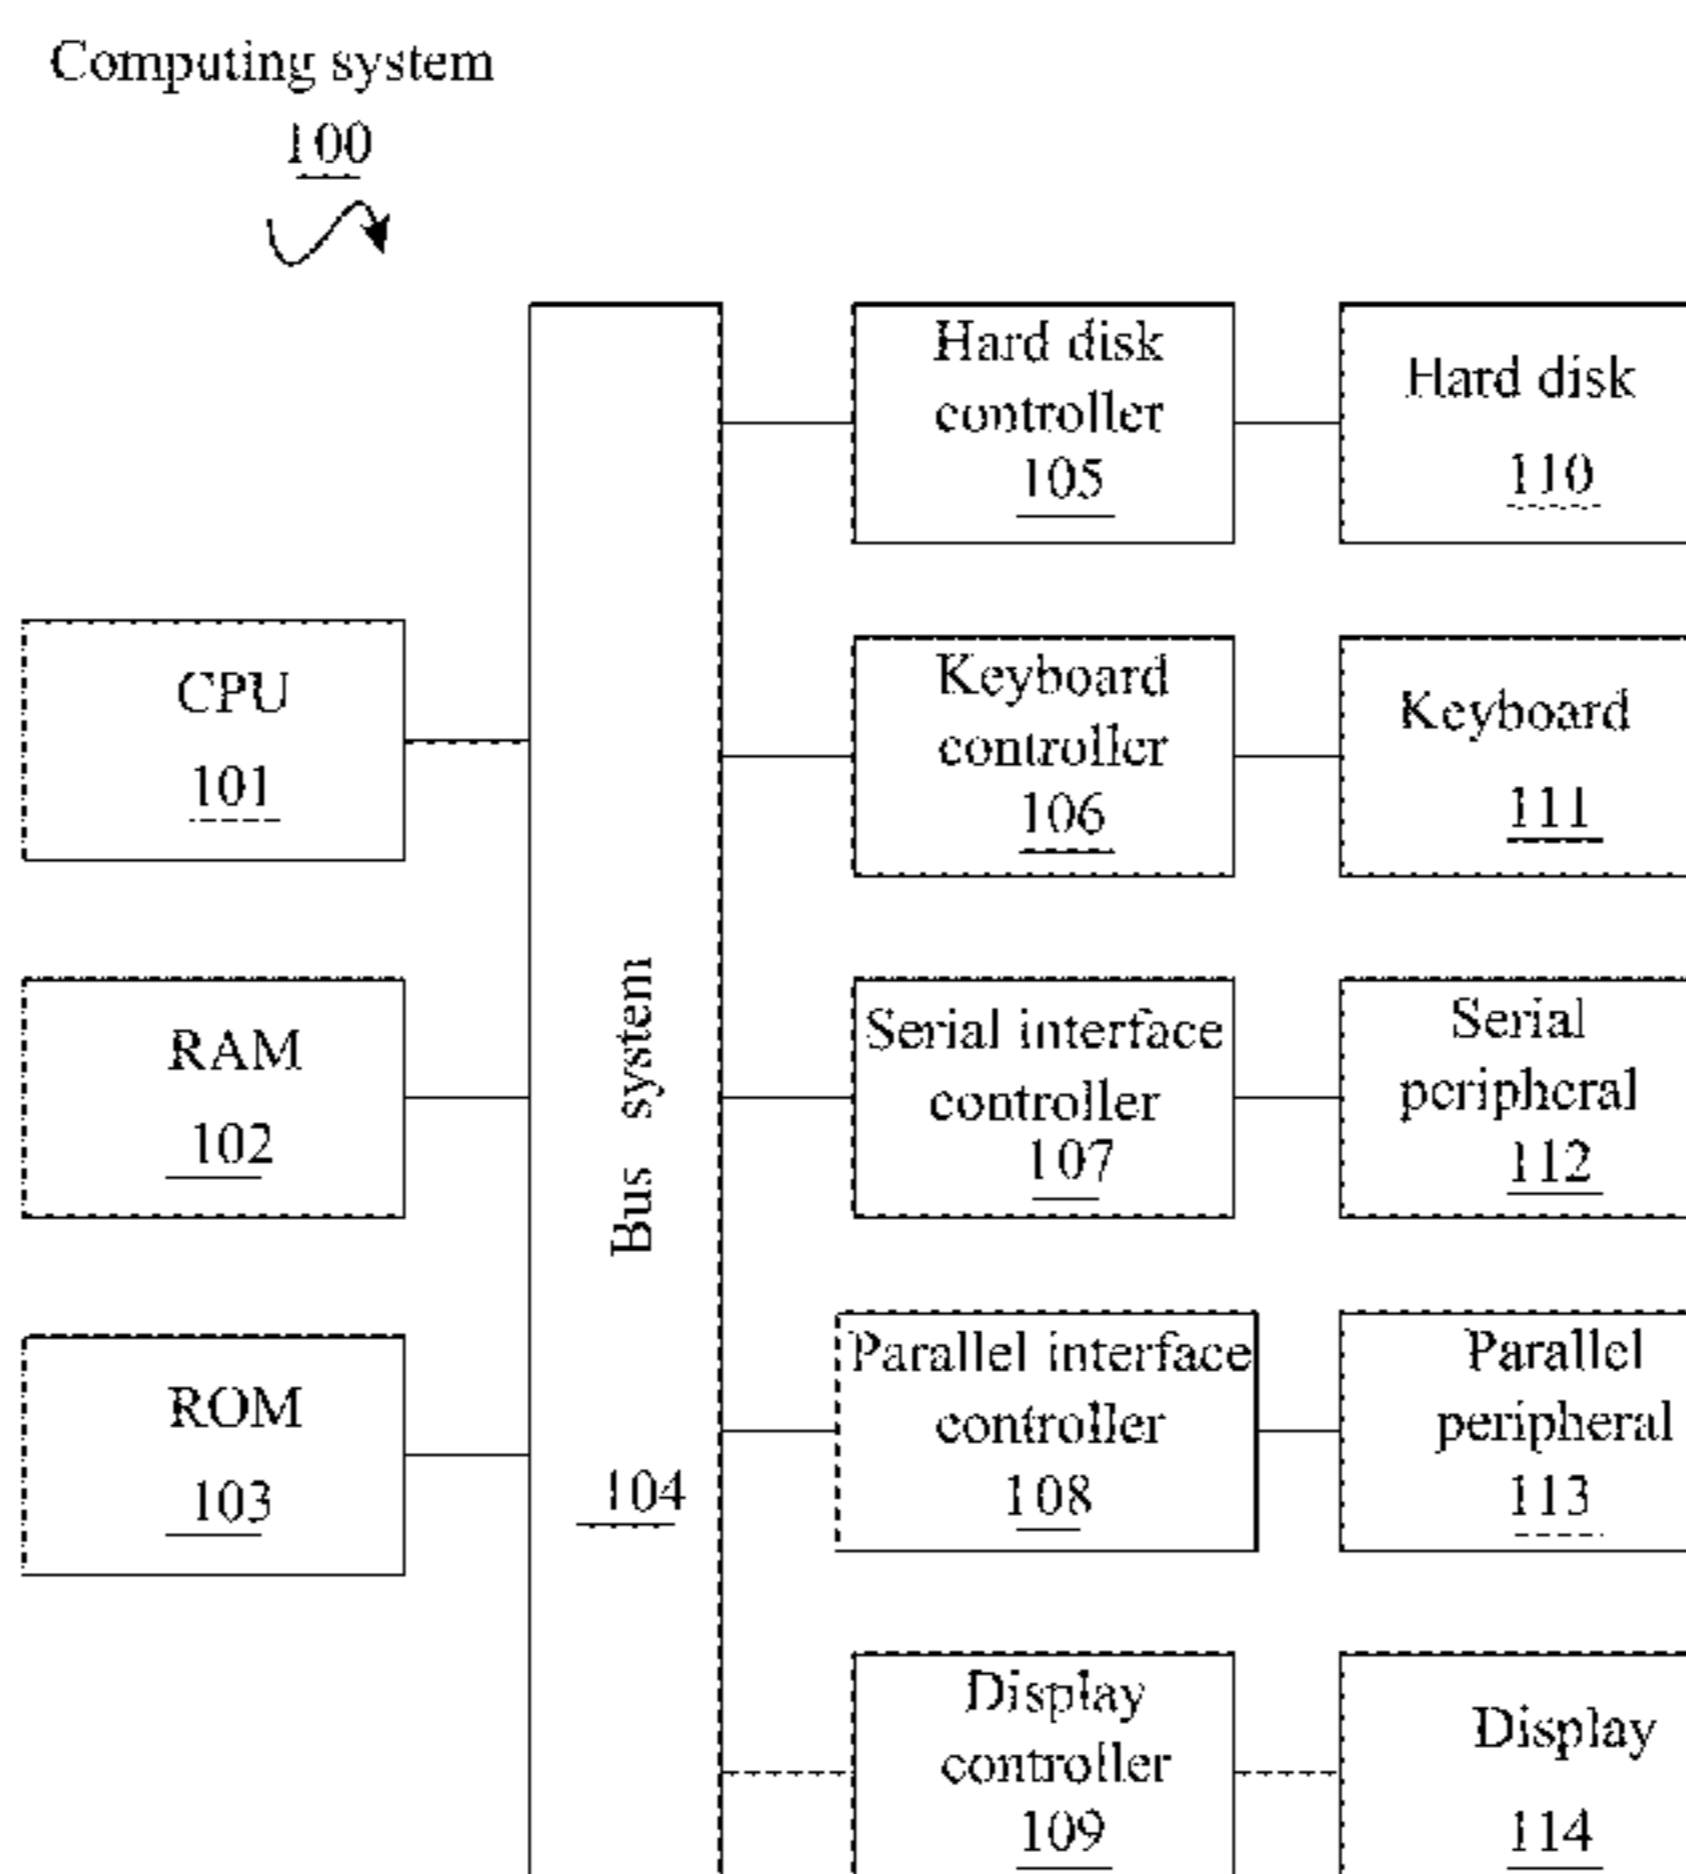 Computing system
100
Hard disk
controller
105
Hard disk
110
CPU
101
Keyboard
controller
106
Keyboard
111
RAM
102
Bus system
104
Serial interface
controller
107
Serial
peripheral
112
ROM
103
Parallel interface
controller
108
Parallel
peripheral
113
Display
controller
109
Display
114